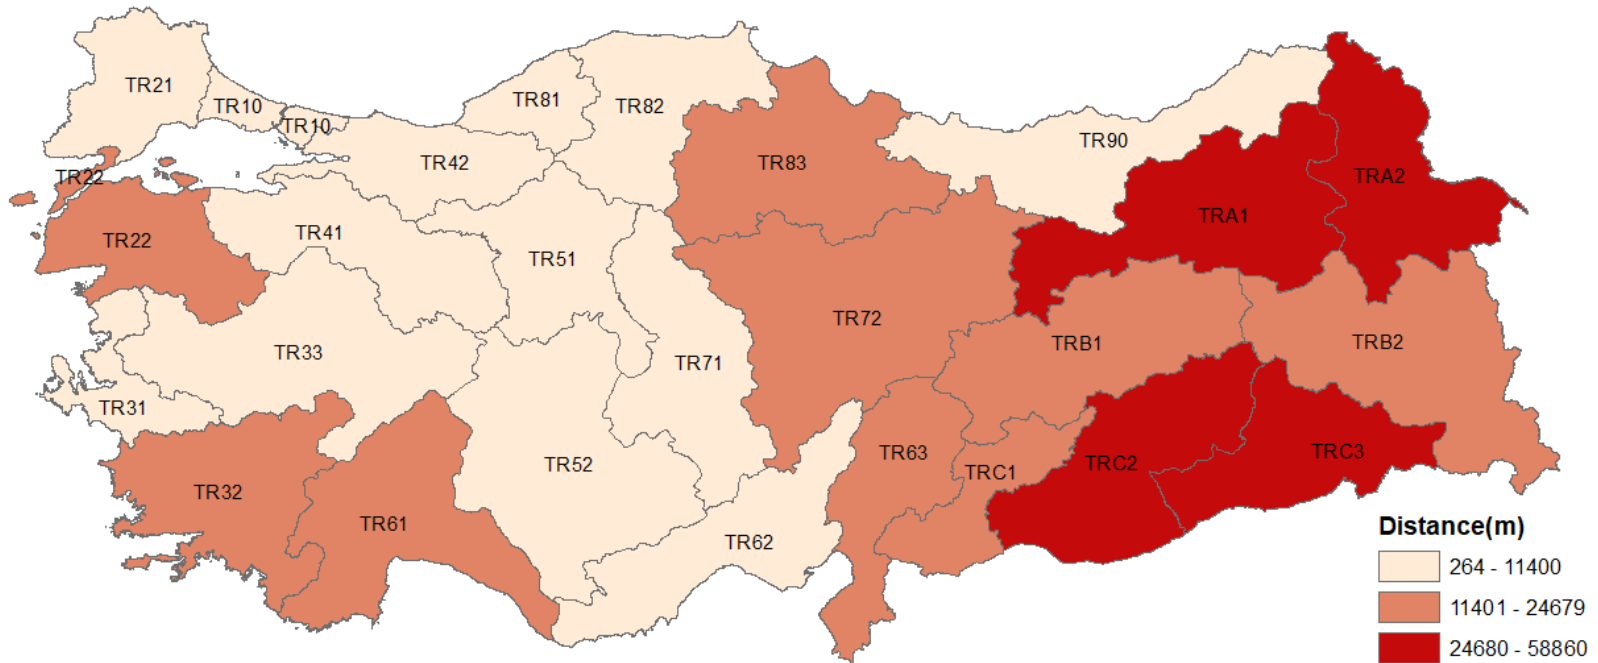 TR21
TR10
TR10
TR81
TR82
TR90
TR42
TR83
TR22
TRA2
TRA1
TR22
TR41
TR51
TR72
TRB1
TRB2
TR33
TR71
TR31
TR63
TRC3
TRC2
TR52
TRC1
TR32
TR61
TR62
Distance(m)
264 - 11400
11401 - 24679
24680 - 58860